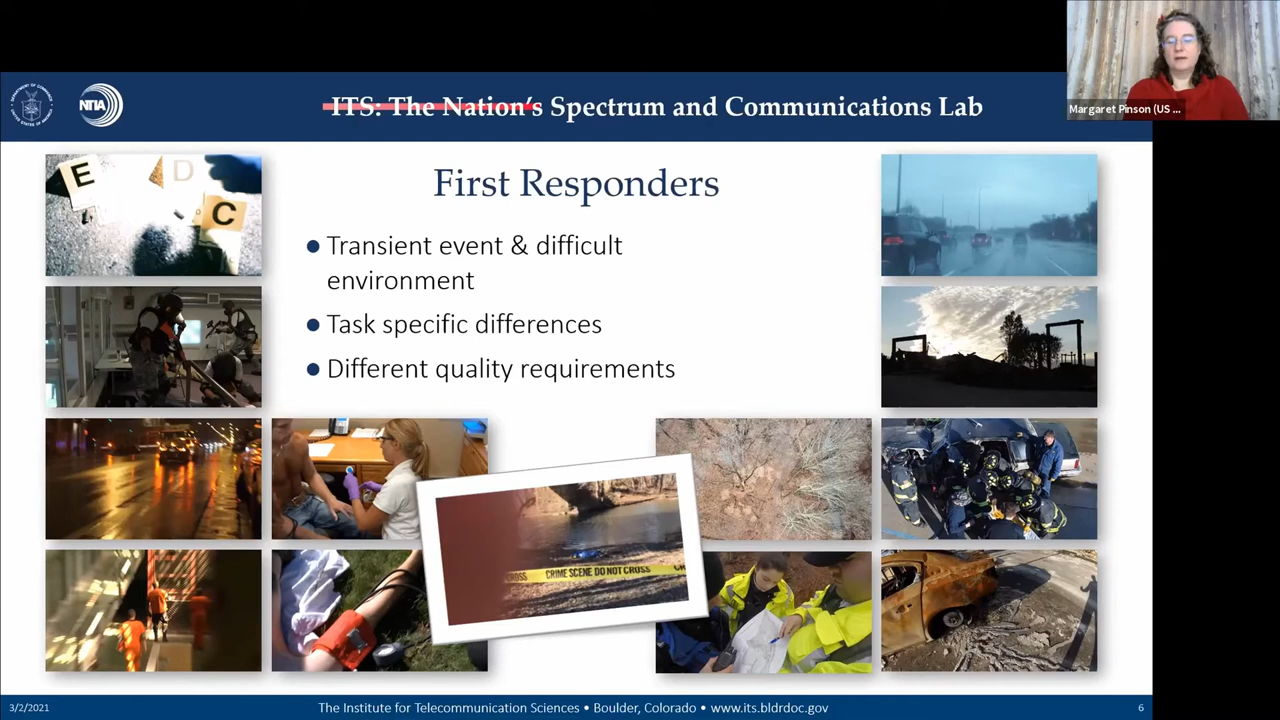 Margaret Pinson (US ...
NTIA
ITS: The Nation's Spectrum and Communications Lab
First Responders
● Transient event & difficult
environment
● Task specific differences
● Different quality requirements
E
D
C
CROSS CRIME SCENE DO NOT CROSS
3/2/2021
The Institute for Telecommunication Sciences • Boulder, Colorado • www.its.bldrdoc.gov
6